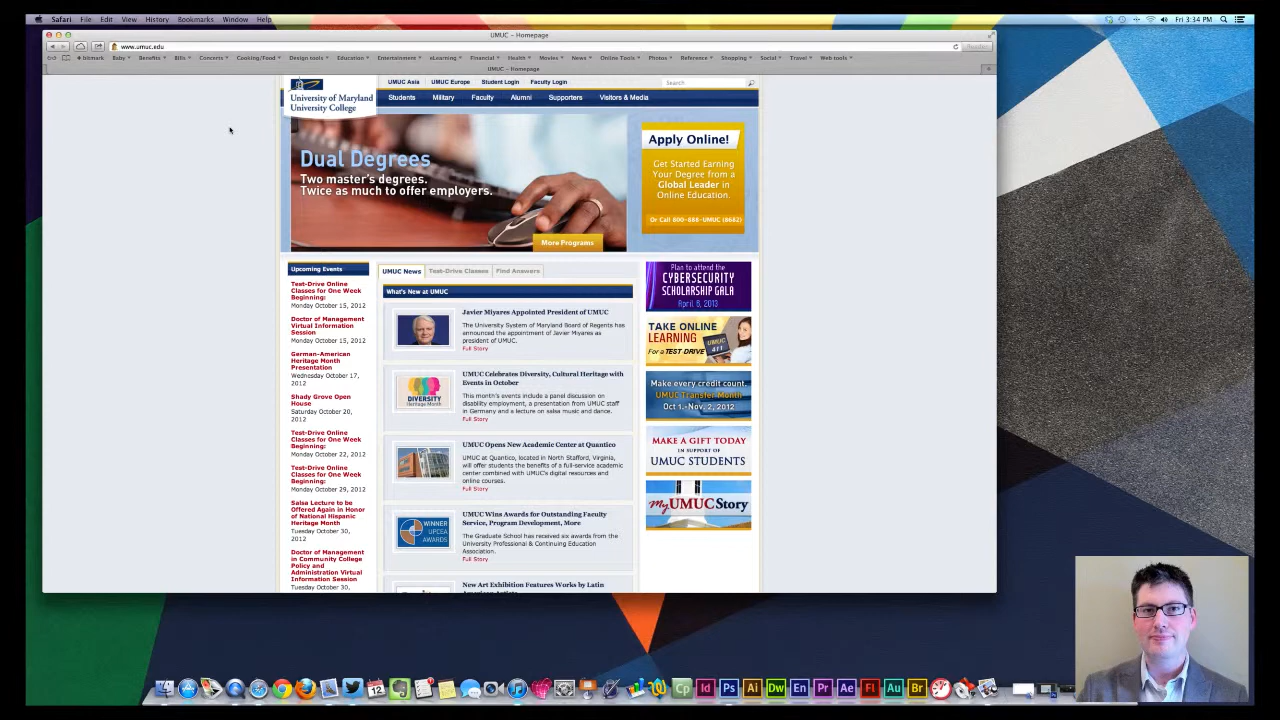 Safari File Edit View History Bookmarks Window Help
Fri 3:34 PM
UMUC - Homepage
www.umuc.edu
Reader
bitmark Baby Benefits Bills Concerts Cooking/Food Design tools Education Entertainment eLearning Financial Health Movies News Online Tools Photos Reference Shopping Social Travel Web tools
UMUC - Homepage
UMUC Asia UMUC Europe Student Login Faculty Login
Search
University of Maryland
University College
Students Military Faculty Alumni Supporters Visitors & Media
Dual Degrees
Two master's degrees.
Twice as much to offer employers.
More Programs
Apply Online!
Get Started Earning
Your Degree from a
Global Leader in
Online Education.
Or Call 800-888-UMUC (8682)
Upcoming Events
Test-Drive Online
Classes for One Week
Beginning:
Monday October 15, 2012
Doctor of Management
Virtual Information
Session
Monday October 15, 2012
German-American
Heritage Month
Presentation
Wednesday October 17,
2012
Shady Grove Open
House
Saturday October 20,
2012
Test-Drive Online
Classes for One Week
Beginning:
Monday October 22, 2012
Test-Drive Online
Classes for One Week
Beginning:
Monday October 29, 2012
Salsa Lecture to be
Offered Again in Honor
of National Hispanic
Heritage Month
Tuesday October 30,
2012
Doctor of Management
in Community College
Policy and
Administration Virtual
Information Session
Tuesday October 30,
UMUC News Test-Drive Classes Find Answers
What's New at UMUC
Javier Miyares Appointed President of UMUC
The University System of Maryland Board of Regents has
announced the appointment of Javier Miyares as
president of UMUC.
Full Story
DIVERSITY
Heritage Month
UMUC Celebrates Diversity, Cultural Heritage with
Events in October
This month's events include a panel discussion on
disability employment, a presentation from UMUC staff
in Germany and a lecture on salsa music and dance.
Full Story
UMUC Opens New Academic Center at Quantico
UMUC at Quantico, located in North Stafford, Virginia,
will offer students the benefits of a full-service academic
center combined with UMUC's digital resources and
online courses.
Full Story
WINNER
UPCEA
AWARDS
UMUC Wins Awards for Outstanding Faculty
Service, Program Development, More
The Graduate School has received six awards from the
University Professional & Continuing Education
Association.
Full Story
New Art Exhibition Features Works by Latin
American Artists
Plan to attend the
CYBERSECURITY
SCHOLARSHIP GALA
April 6, 2013
TAKE ONLINE
LEARNING
For a TEST DRIVE
UMUC
411
Make every credit count.
UMUC Transfer Month
Oct 1.-Nov. 2, 2012
MAKE A GIFT TODAY
IN SUPPORT OF
UMUC STUDENTS
My UMUC Story
12
Cp Id Ps Ai Dw En Pr Ae Fl Au Br